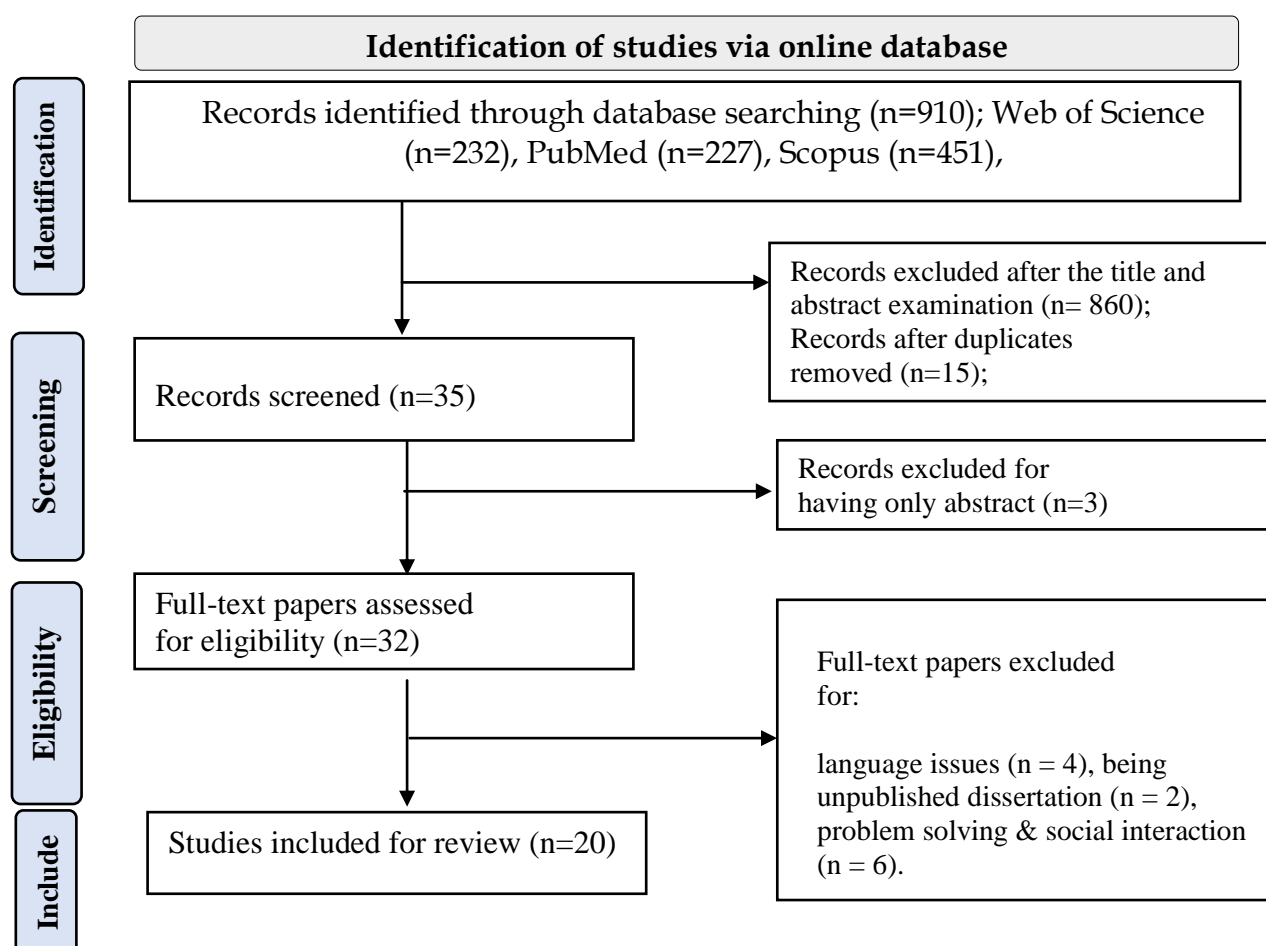 Identification of studies via online database
Identification
Records identified through database searching (n=910); Web of Science
(n=232), PubMed (n=227), Scopus (n=451),
Records excluded after the title and
abstract examination (n= 860);
Records after duplicates
removed (n=15);
Screening
Records screened (n=35)
Records excluded for
having only abstract (n=3)
Eligibility
Full-text papers assessed
for eligibility (n=32)
Full-text papers excluded
for:
language issues (n = 4), being
unpublished dissertation (n = 2),
problem solving & social interaction
(n = 6).
Include
Studies included for review (n=20)